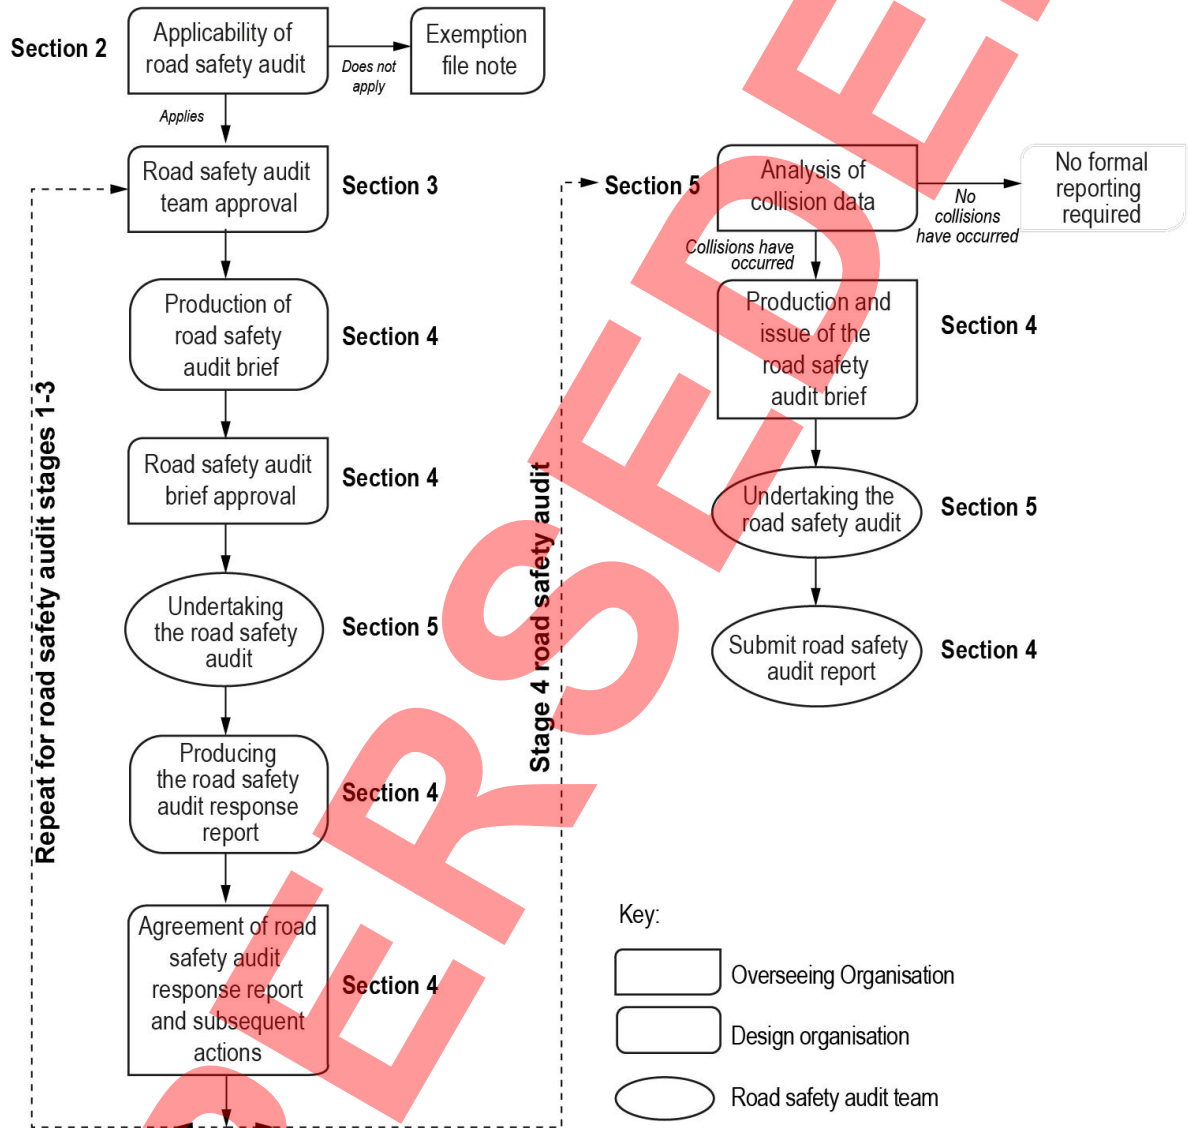 Section 2
Applicability of
road safety audit
Does not
apply
Exemption
file note
Applies
Road safety audit
team approval
Section 3
Production of
road safety
audit brief
Section 4
Road safety audit
brief approval
Section 4
Undertaking
the road safety
audit
Section 5
Producing
the road safety
audit response
report
Section 4
Agreement of road
safety audit
response report
and subsequent
actions
Section 4
Repeat for road safety audit stages 1-3
Stage 4 road safety audit
Section 5
Analysis of
collision data
No
collisions
have occurred
No formal
reporting
required
Collisions have
occurred
Production and
issue of the
road safety
audit brief
Section 4
Undertaking the
road safety audit
Section 5
Submit road safety
audit report
Section 4
Key:
Overseeing Organisation
Design organisation
Road safety audit team
PERSEDE